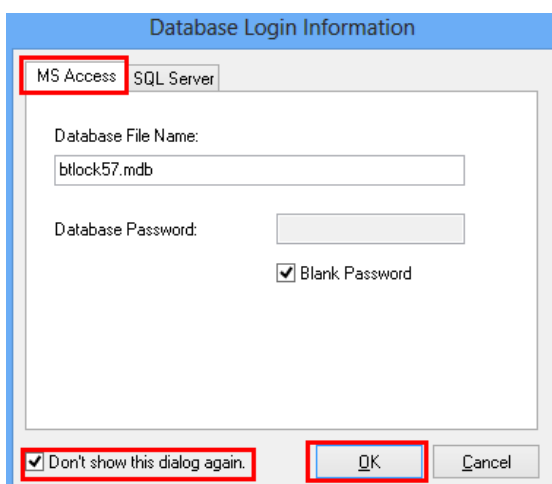 Database Login Information
MS Access SQL Server
Database File Name:
btlock57.mdb
Database Password:
Blank Password
Don't show this dialog again. OK Cancel